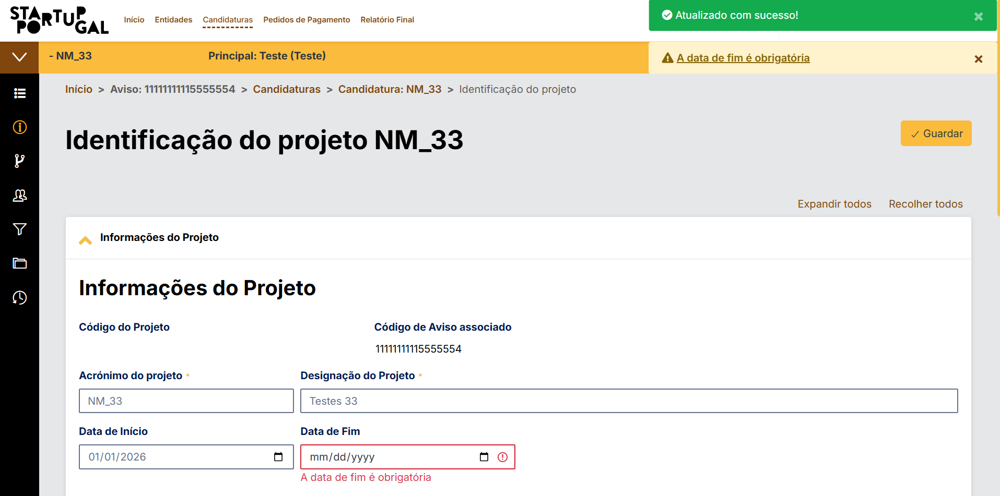 STARTUP
PORTUGAL
Início Entidades Candidaturas Pedidos de Pagamento Relatório Final
Atualizado com sucesso!
- NM_33 Principal: Teste (Teste)
A data de fim é obrigatória
Início > Aviso: 11111111115555554 > Candidaturas > Candidatura: NM_33 > Identificação do projeto
Identificação do projeto NM_33
Guardar
Expandir todos Recolher todos
Informações do Projeto
Informações do Projeto
Código do Projeto Código de Aviso associado
11111111115555554
Acrónimo do projeto * Designação do Projeto *
NM_33 Testes 33
Data de Início Data de Fim
01/01/2026 mm/dd/yyyy
A data de fim é obrigatória